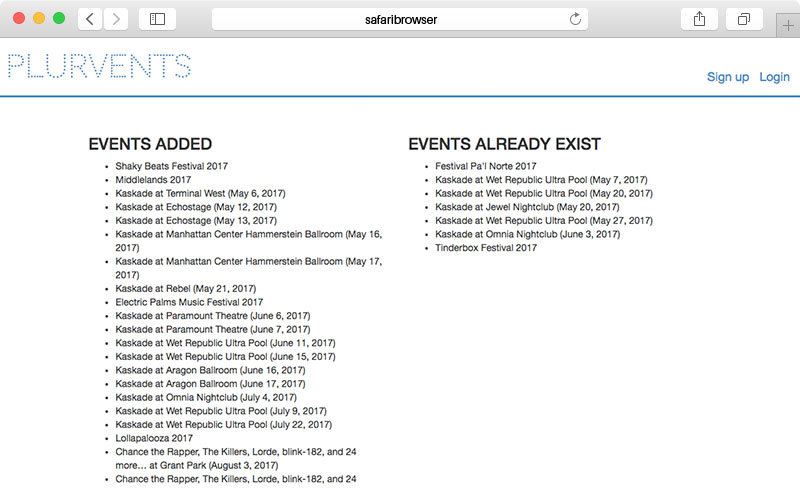 safaribrowser
PLURVENTS
Sign up Login
EVENTS ADDED
Shaky Beats Festival 2017
Middlelands 2017
Kaskade at Terminal West (May 6, 2017)
Kaskade at Echostage (May 12, 2017)
Kaskade at Echostage (May 13, 2017)
Kaskade at Manhattan Center Hammerstein Ballroom (May 16,
2017)
Kaskade at Manhattan Center Hammerstein Ballroom (May 17,
2017)
Kaskade at Rebel (May 21, 2017)
Electric Palms Music Festival 2017
Kaskade at Paramount Theatre (June 6, 2017)
Kaskade at Paramount Theatre (June 7, 2017)
Kaskade at Wet Republic Ultra Pool (June 11, 2017)
Kaskade at Wet Republic Ultra Pool (June 15, 2017)
Kaskade at Aragon Ballroom (June 16, 2017)
Kaskade at Aragon Ballroom (June 17, 2017)
Kaskade at Omnia Nightclub (July 4, 2017)
Kaskade at Wet Republic Ultra Pool (July 9, 2017)
Kaskade at Wet Republic Ultra Pool (July 22, 2017)
Lollapalooza 2017
Chance the Rapper, The Killers, Lorde, blink-182, and 24
more… at Grant Park (August 3, 2017)
Chance the Rapper, The Killers, Lorde, blink-182, and 24
EVENTS ALREADY EXIST
Festival Pa'l Norte 2017
Kaskade at Wet Republic Ultra Pool (May 7, 2017)
Kaskade at Wet Republic Ultra Pool (May 20, 2017)
Kaskade at Jewel Nightclub (May 20, 2017)
Kaskade at Wet Republic Ultra Pool (May 27, 2017)
Kaskade at Omnia Nightclub (June 3, 2017)
Tinderbox Festival 2017